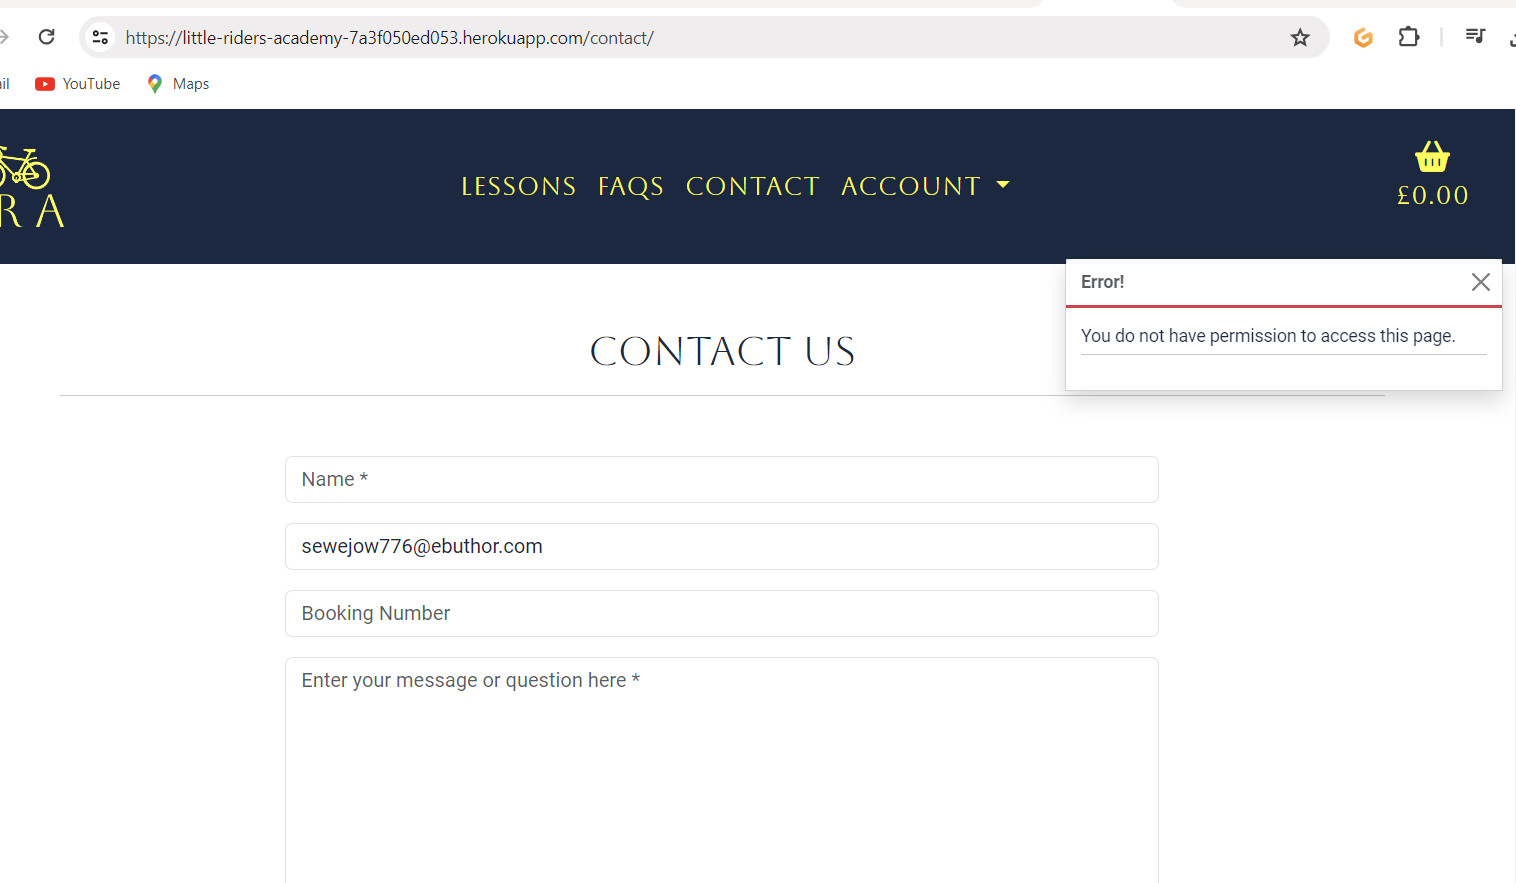 https://little-riders-academy-7a3f050ed053.herokuapp.com/contact/
YouTube Maps
R A
LESSONS FAQS CONTACT ACCOUNT
£0.00
Error!
You do not have permission to access this page.
CONTACT US
Name *
sewejow776@ebuthor.com
Booking Number
Enter your message or question here *